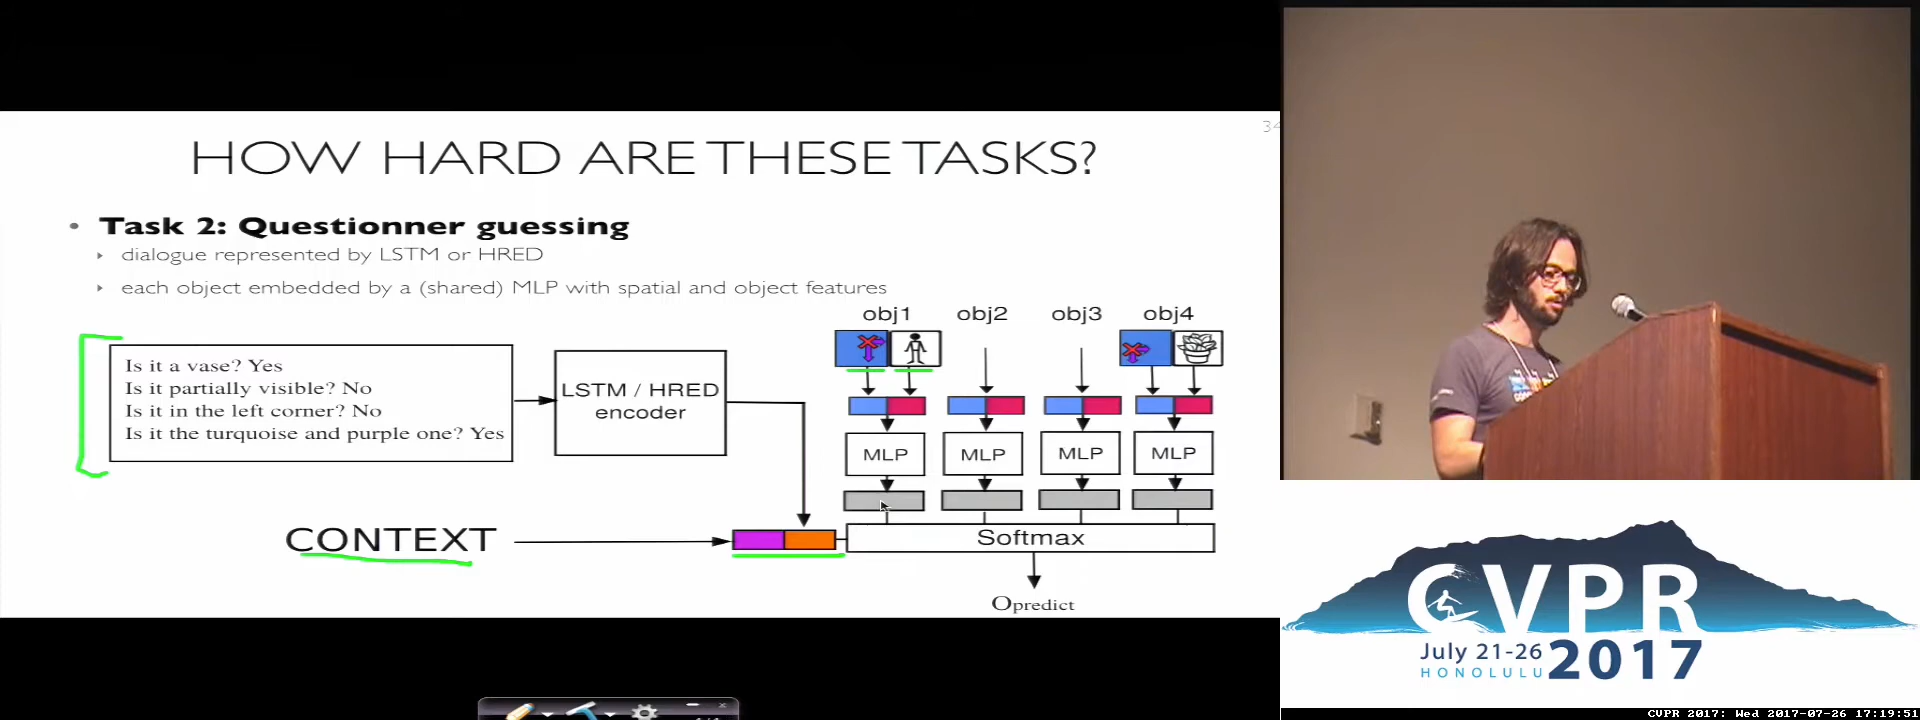 34
HOW HARD ARE THESE TASKS?
• Task 2: Questionner guessing
dialogue represented by LSTM or HRED
each object embedded by a (shared) MLP with spatial and object features
obj1 obj2 obj3 obj4
Is it a vase? Yes
Is it partially visible? No
Is it in the left corner? No
Is it the turquoise and purple one? Yes
LSTM / HRED
encoder
MLP MLP MLP MLP
CONTEXT
Softmax
Opredict
CVPR
July 21-26
HONOLULU
2017
CVPR 2017: Wed 2017-07-26 17:19:51